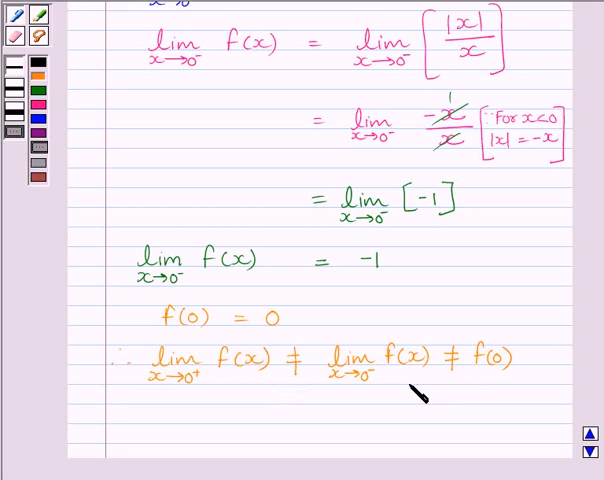 lim x→0⁻ f(x) = lim x→0⁻ [ |x| / x ]
= lim x→0⁻ -x / x 1 [∵ For x<0 |x| = -x]
= lim x→0⁻ [-1]
lim x→0⁻ f(x) = -1
f(0) = 0
∴ lim x→0⁺ f(x) ≠ lim x→0⁻ f(x) ≠ f(0)